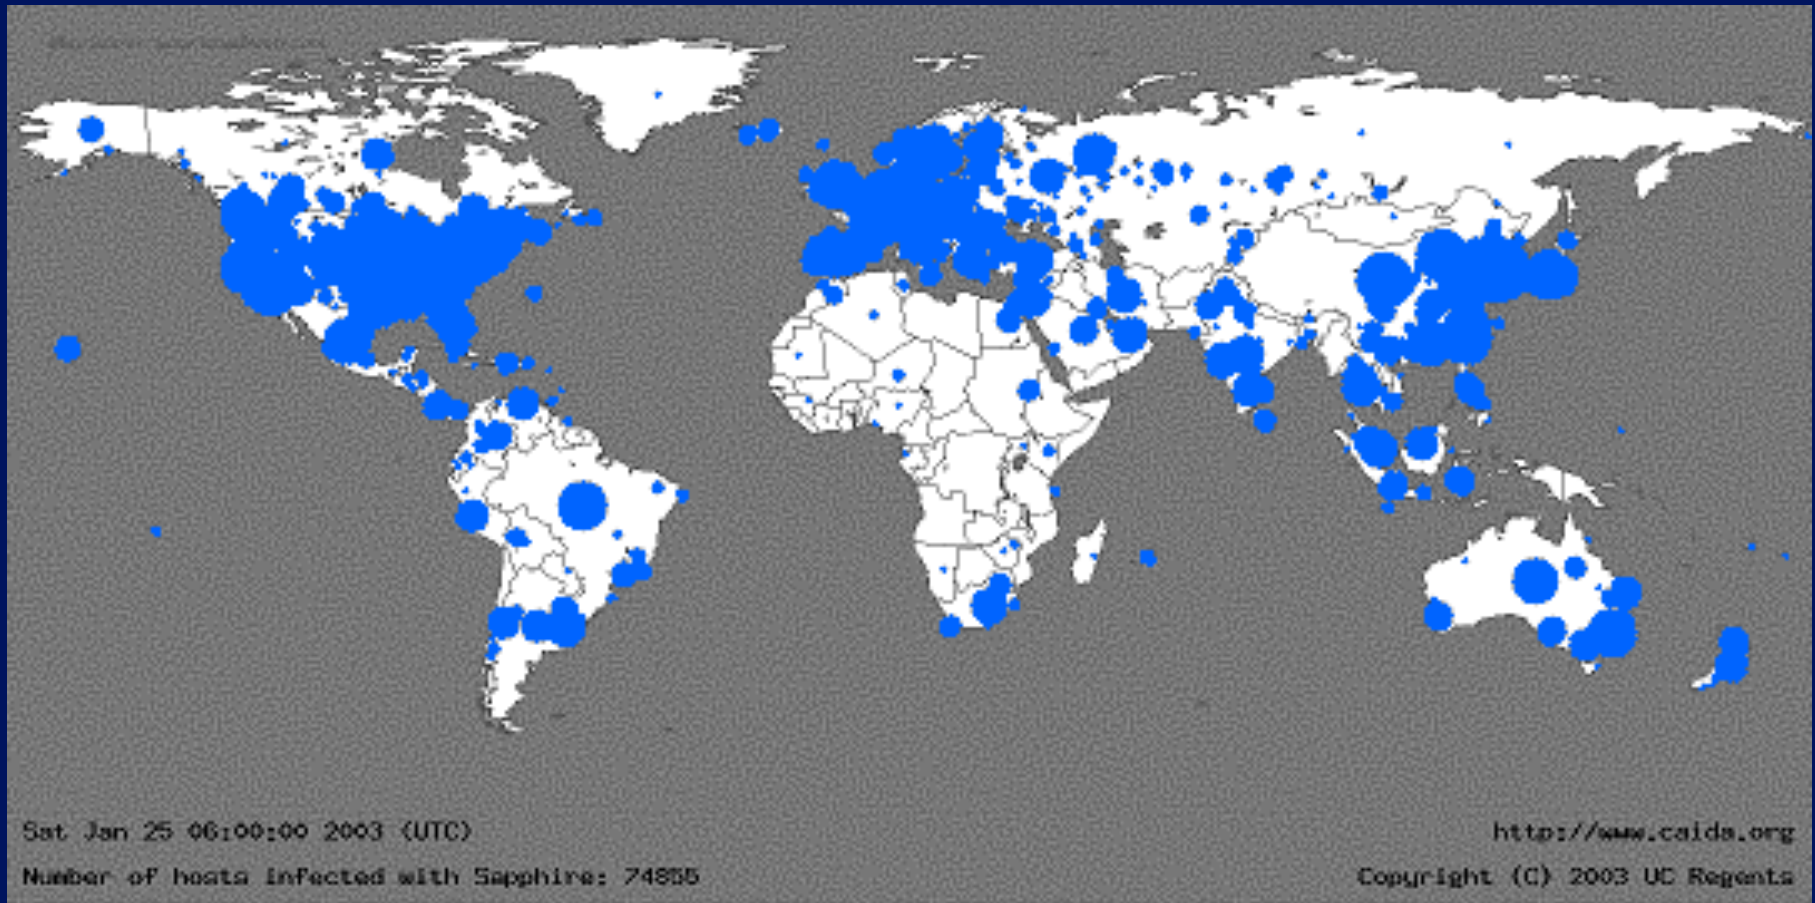 Sat Jan 25 06:00:00 2003 (UTC)
http://www.caida.org
Number of hosts infected with Sapphire: 74855
Copyright (C) 2003 UC Regents